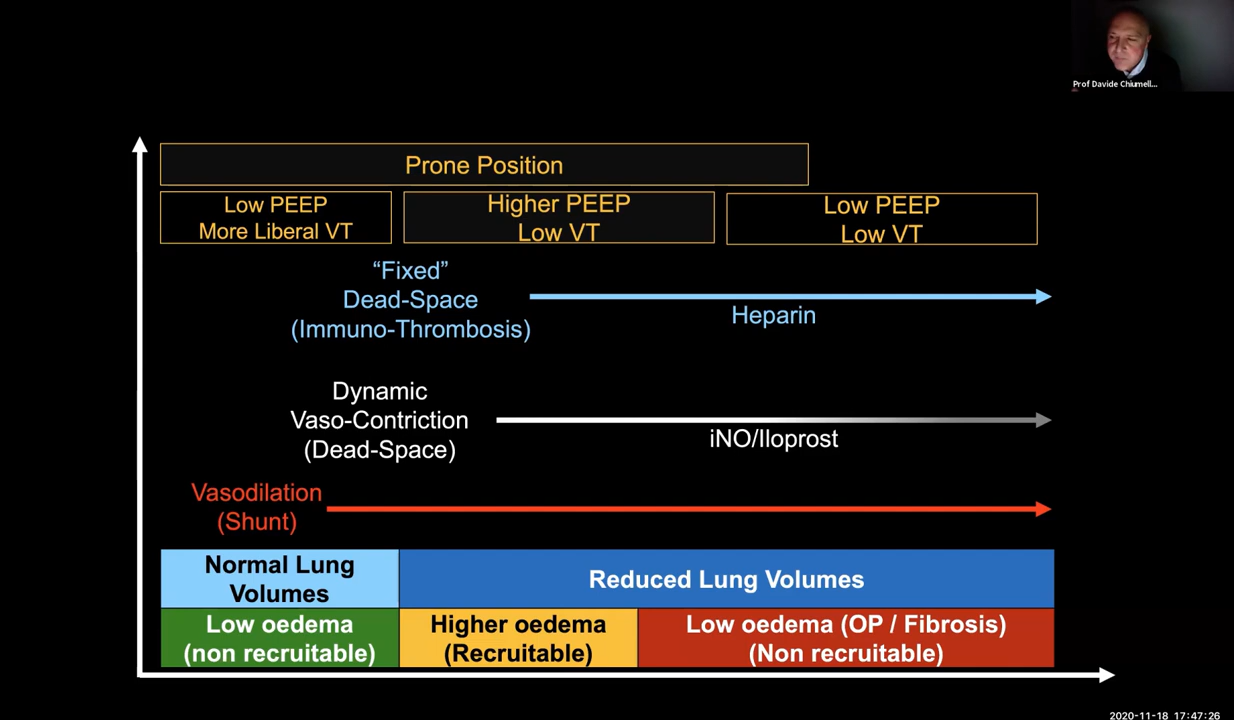 Prof Davide Chiumell...
Prone Position
Low PEEP
More Liberal VT
Higher PEEP
Low VT
Low PEEP
Low VT
“Fixed”
Dead-Space
(Immuno-Thrombosis)
Heparin
Dynamic
Vaso-Contriction
(Dead-Space)
iNO/Iloprost
Vasodilation
(Shunt)
Normal Lung
Volumes
Reduced Lung Volumes
Low oedema
(non recruitable)
Higher oedema
(Recruitable)
Low oedema (OP / Fibrosis)
(Non recruitable)
2020-11-18 17:47:26